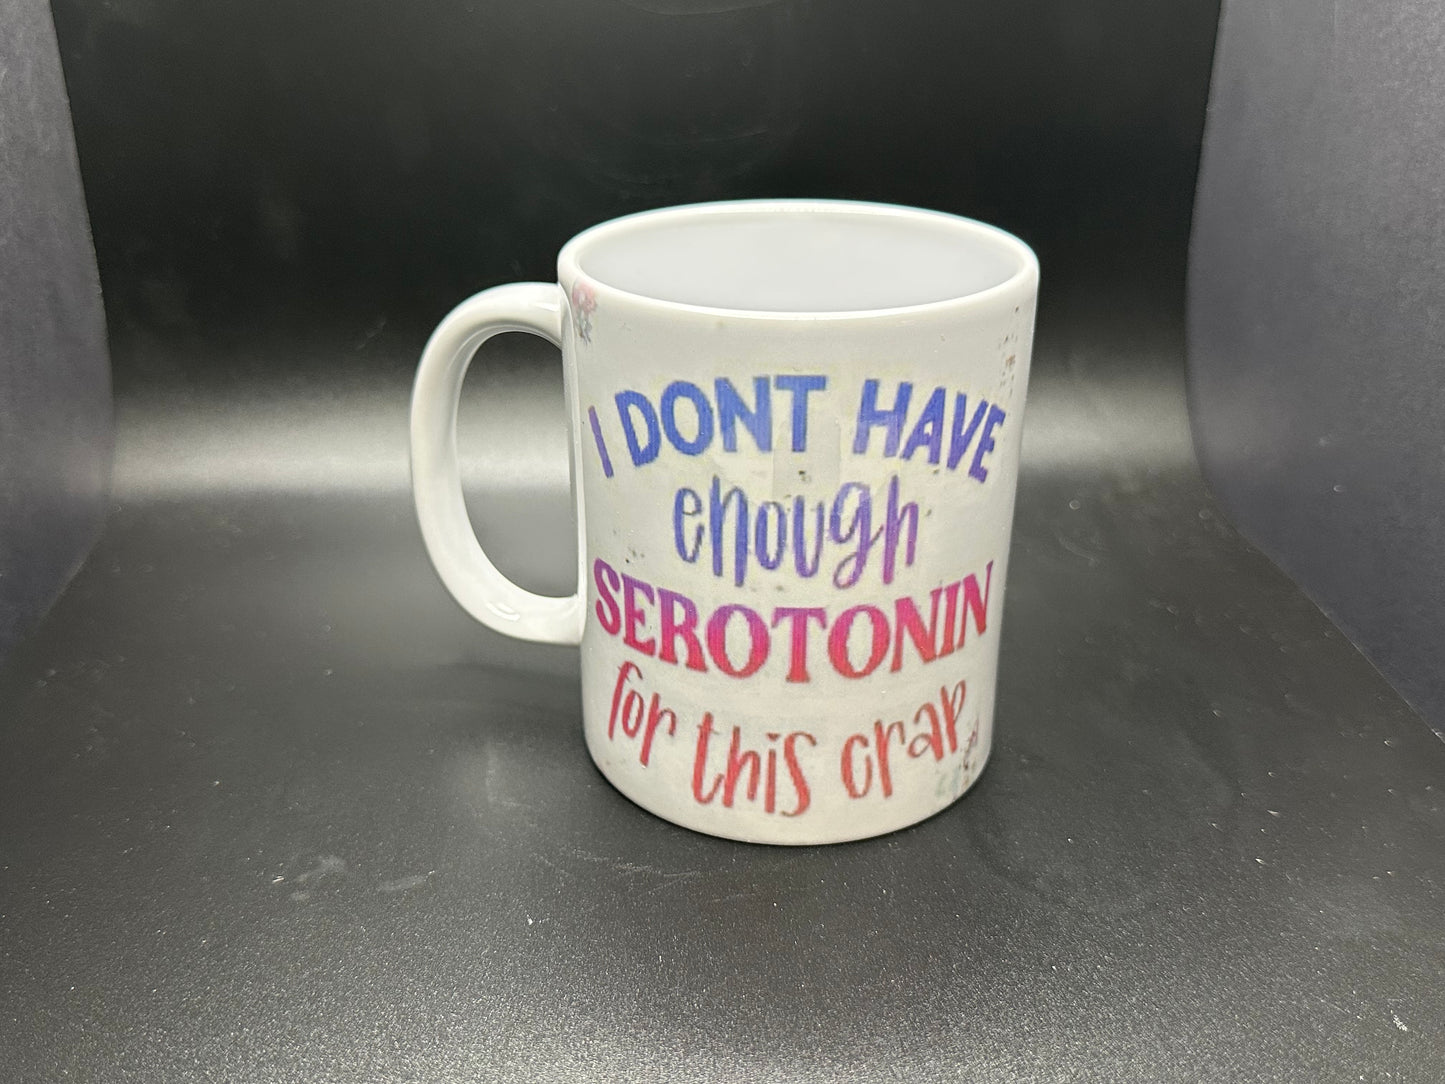 I DONT HAVE
enough
SEROTONIN
for this crap